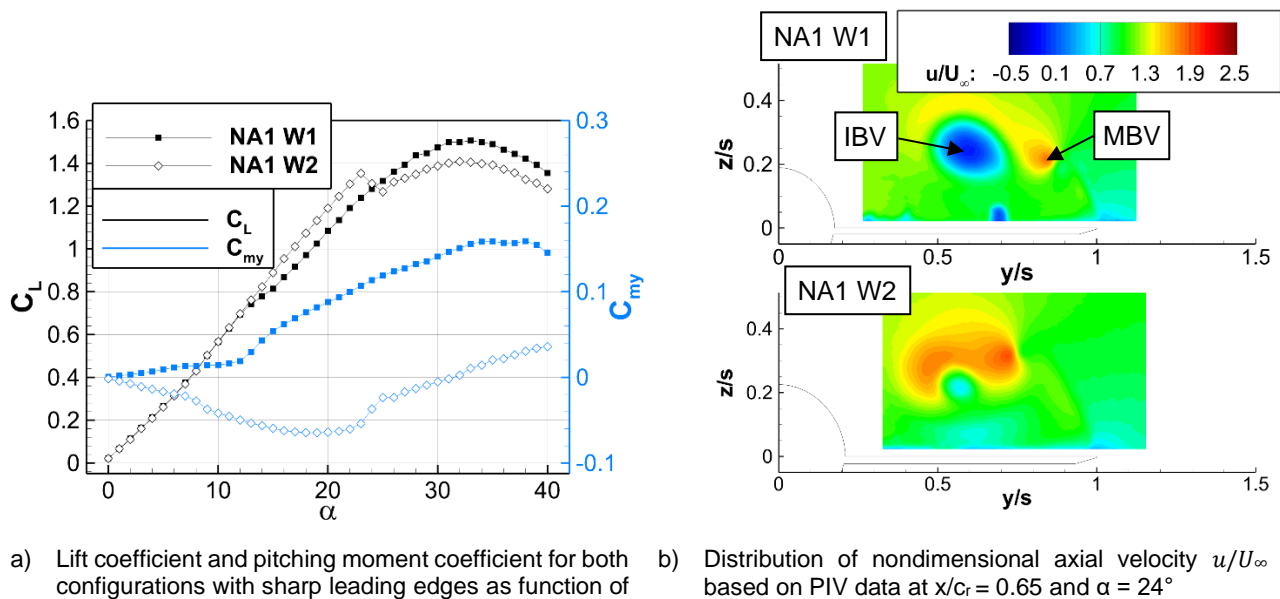 NA1 W1
NA1 W2
C_L
C_my
1.6
1.4
1.2
1
0.8
0.6
0.4
0.2
0
C_L
0
10
20
30
40
α
0.3
0.2
0.1
0
-0.1
C_my
a) Lift coefficient and pitching moment coefficient for both
configurations with sharp leading edges as function of
NA1 W1
u/U_∞: -0.5 0.1 0.7 1.3 1.9 2.5
IBV
MBV
0.4
0.2
0
z/s
0.5
1
1.5
y/s
NA1 W2
0.4
0.2
0
z/s
0.5
1
1.5
y/s
b) Distribution of nondimensional axial velocity u/U∞
based on PIV data at x/c_r = 0.65 and α = 24°